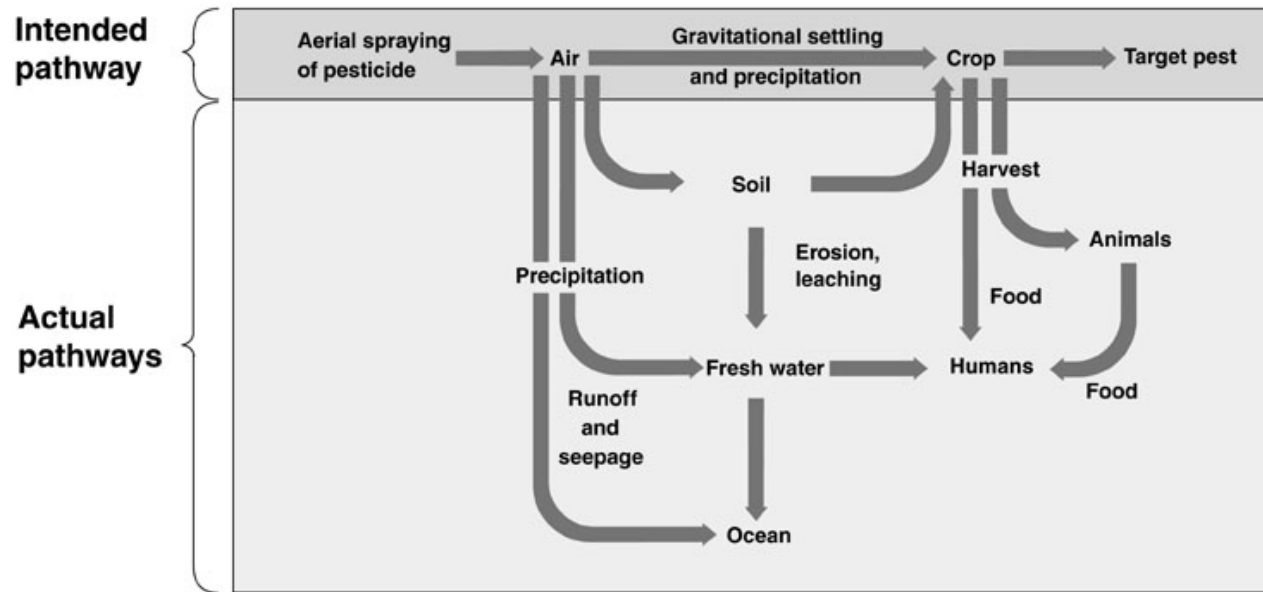 Intended
pathway
Aerial spraying
of pesticide
Air
Gravitational settling
and precipitation
Crop
Target pest
Actual
pathways
Soil
Harvest
Animals
Erosion,
leaching
Precipitation
Food
Fresh water
Humans
Food
Runoff
and
seepage
Ocean